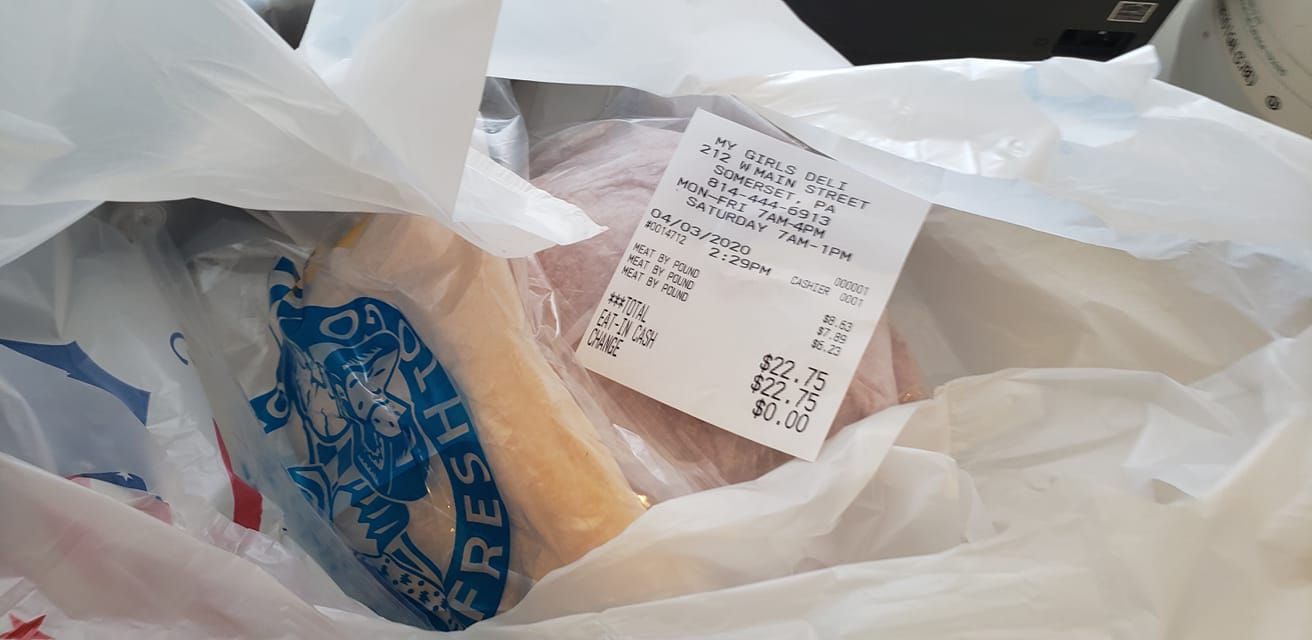 MY GIRLS DELI
212 W MAIN STREET
SOMERSET, PA
814-444-6913
MON-FRI 7AM-4PM
SATURDAY 7AM-1PM
04/03/2020
#0014712 2:29PM 000001
CASHIER 0001
MEAT BY POUND $8.63
MEAT BY POUND $7.89
MEAT BY POUND $6.23
***TOTAL $22.75
EAT-IN CASH $22.75
CHANGE $0.00
FRESH TO GO